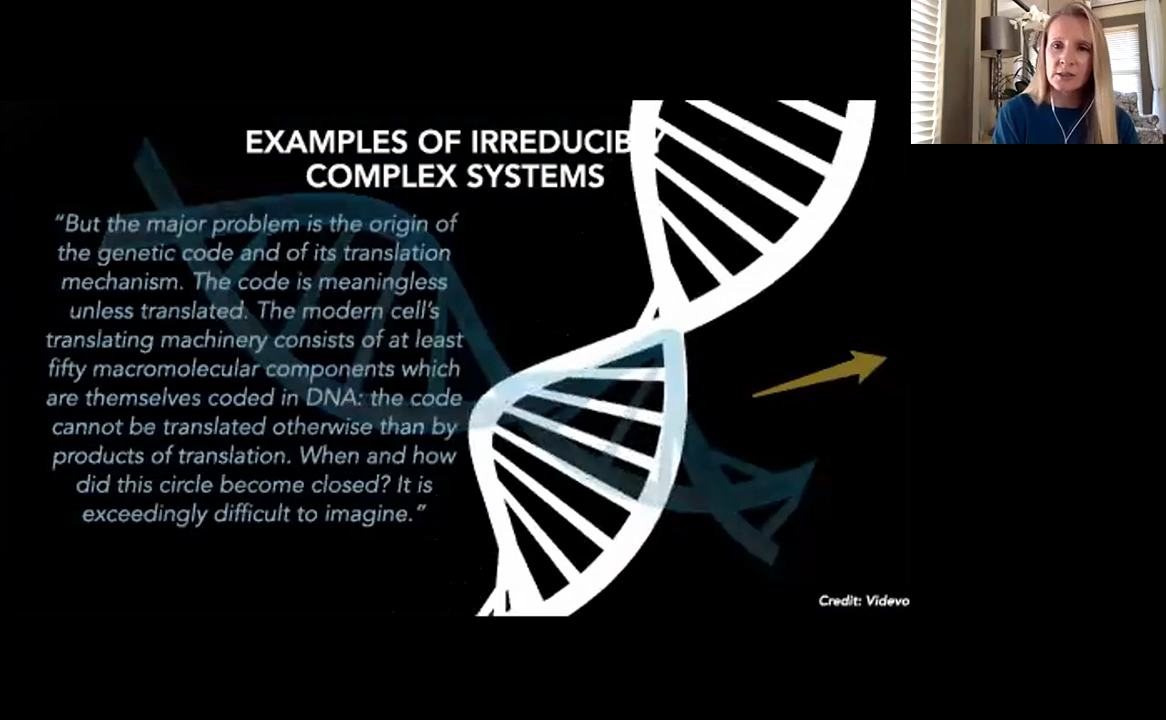 EXAMPLES OF IRREDUCIBLY
COMPLEX SYSTEMS
“But the major problem is the origin of
the genetic code and of its translation
mechanism. The code is meaningless
unless translated. The modern cell’s
translating machinery consists of at least
fifty macromolecular components which
are themselves coded in DNA: the code
cannot be translated otherwise than by
products of translation. When and how
did this circle become closed? It is
exceedingly difficult to imagine.”
Credit: Videvo